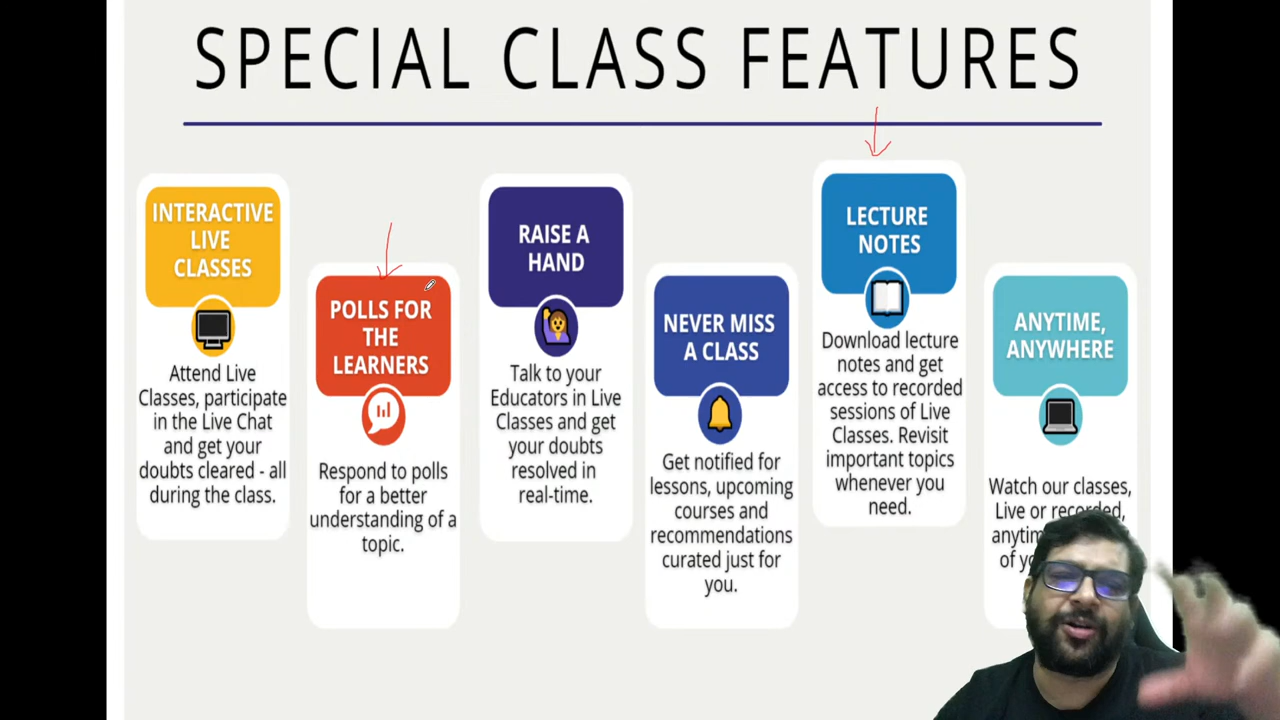 SPECIAL CLASS FEATURES
INTERACTIVE
LIVE
CLASSES
Attend Live
Classes, participate
in the Live Chat
and get your
doubts cleared - all
during the class.
POLLS FOR
THE
LEARNERS
Respond to polls
for a better
understanding of a
topic.
RAISE A
HAND
Talk to your
Educators in Live
Classes and get
your doubts
resolved in
real-time.
NEVER MISS
A CLASS
Get notified for
lessons, upcoming
courses and
recommendations
curated just for
you.
LECTURE
NOTES
Download lecture
notes and get
access to recorded
sessions of Live
Classes. Revisit
important topics
whenever you
need.
ANYTIME,
ANYWHERE
Watch our classes,
Live or recorded,
of